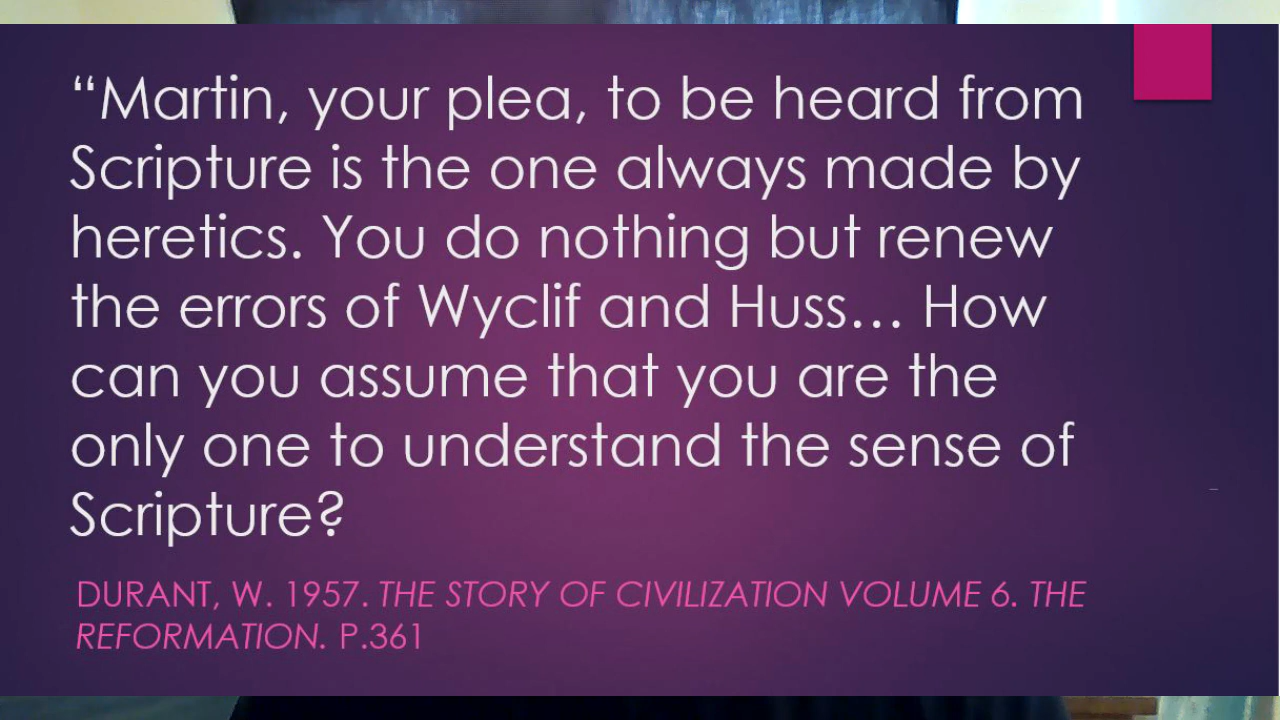 “Martin, your plea, to be heard from
Scripture is the one always made by
heretics. You do nothing but renew
the errors of Wyclif and Huss… How
can you assume that you are the
only one to understand the sense of
Scripture?
DURANT, W. 1957. THE STORY OF CIVILIZATION VOLUME 6. THE
REFORMATION. P.361